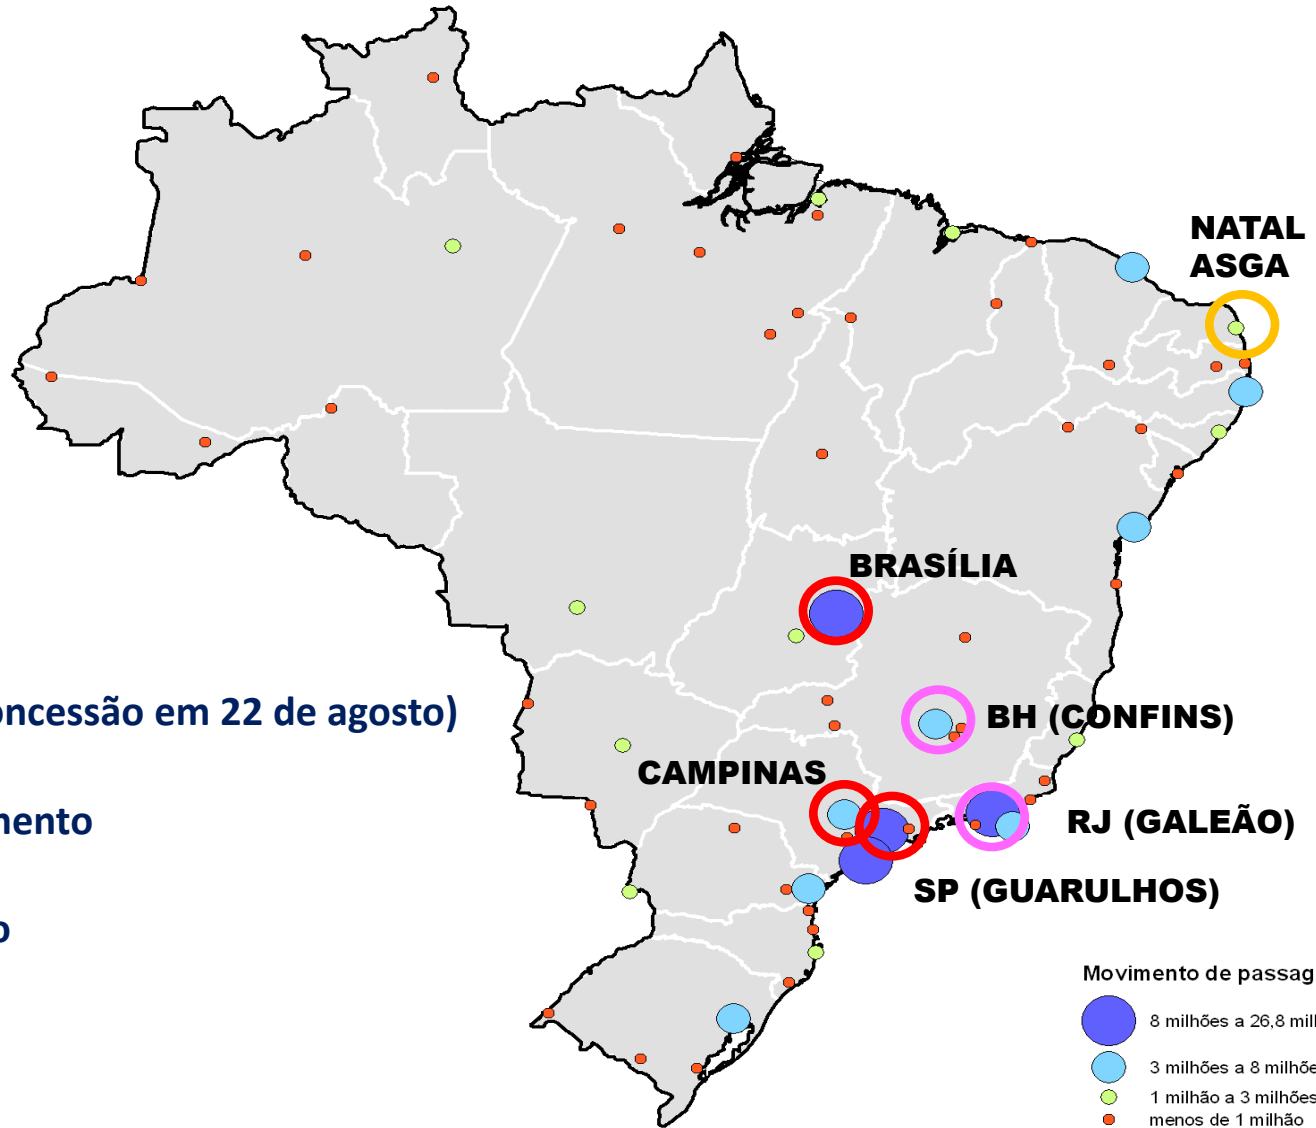 NATAL
ASGA
BRASÍLIA
oncessão em 22 de agosto)
BH (CONFINS)
CAMPINAS
mento
RJ (GALEÃO)
SP (GUARULHOS)
o
Movimento de passag
8 milhões a 26,8 mil
3 milhões a 8 milhõe
1 milhão a 3 milhões
menos de 1 milhão